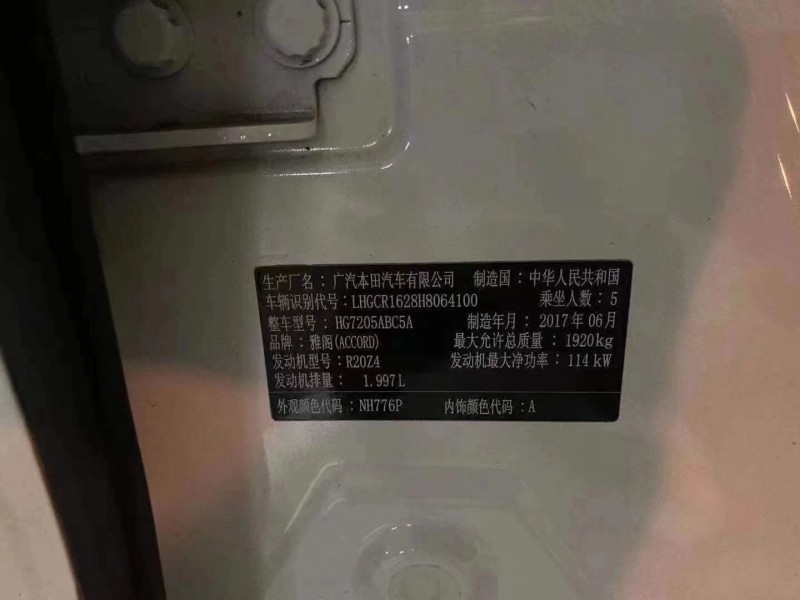 生产厂名：广汽本田汽车有限公司 制造国：中华人民共和国
车辆识别代号：LHGCR1628H8064100 乘坐人数：5
整车型号：HG7205ABC5A 制造年月：2017年06月
品牌：雅阁(ACCORD) 最大允许总质量：1920kg
发动机型号：R20Z4 发动机最大净功率：114kW
发动机排量：1.997L
外观颜色代码：NH776P 内饰颜色代码：A